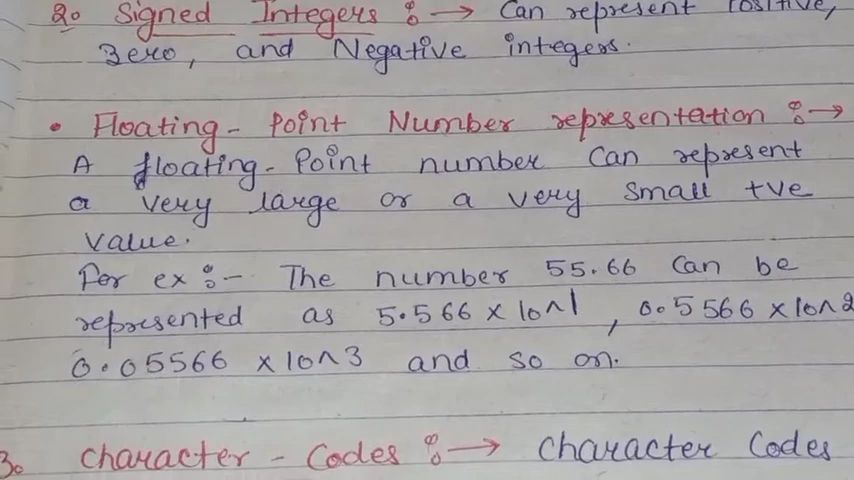 2. Signed Integers :→ Can represent Positive,
Zero, and Negative integers.
• Floating-Point Number representation :→
A floating-Point number can represent
a very large or a very small +ve
value.
For ex :- The number 55.66 can be
represented as 5.566 x 10^1, 0.5566 x 10^2
0.05566 x 10^3 and so on.
3. Character-Codes :→ Character Codes